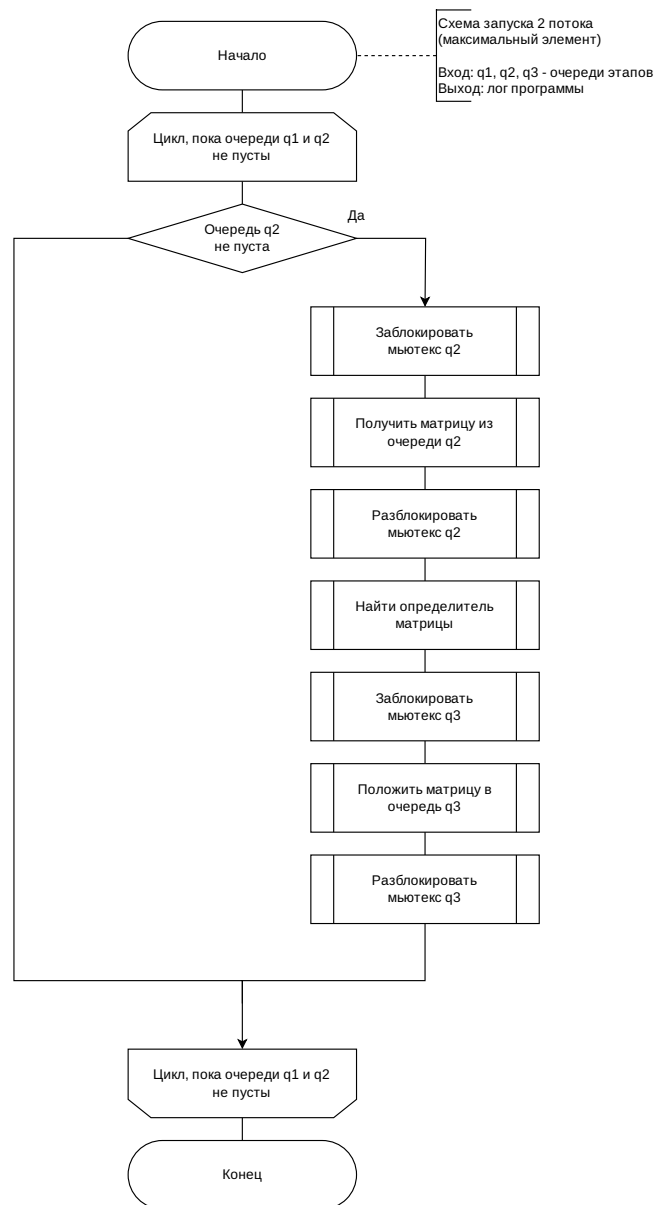 Начало
Схема запуска 2 потока
(максимальный элемент)
Вход: q1, q2, q3 - очереди этапов
Выход: лог программы
Цикл, пока очереди q1 и q2
не пусты
Да
Очередь q2
не пуста
Заблокировать
мьютекс q2
Получить матрицу из
очереди q2
Разблокировать
мьютекс q2
Найти определитель
матрицы
Заблокировать
мьютекс q3
Положить матрицу в
очередь q3
Разблокировать
мьютекс q3
Цикл, пока очереди q1 и q2
не пусты
Конец